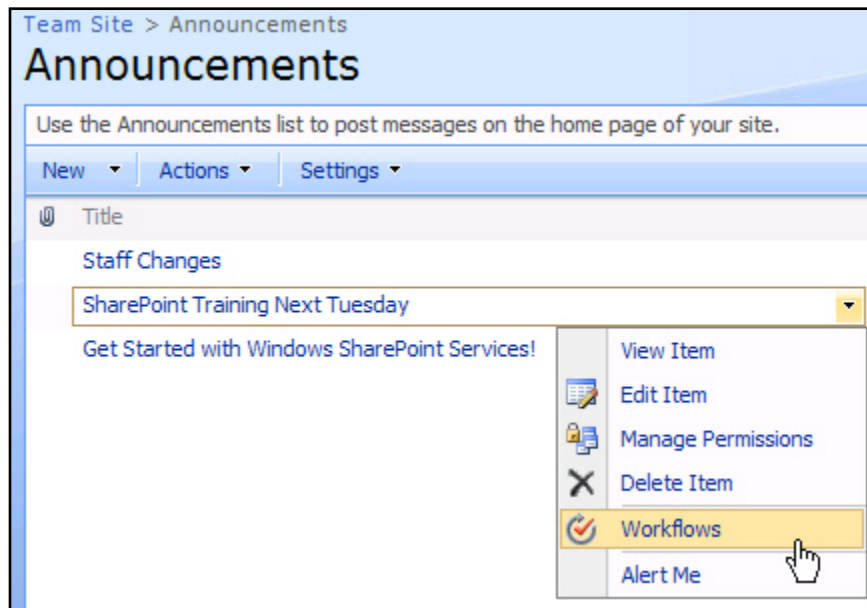 Team Site > Announcements
Announcements
Use the Announcements list to post messages on the home page of your site.
New Actions Settings
Title
Staff Changes
SharePoint Training Next Tuesday
Get Started with Windows SharePoint Services!
View Item
Edit Item
Manage Permissions
Delete Item
Workflows
Alert Me